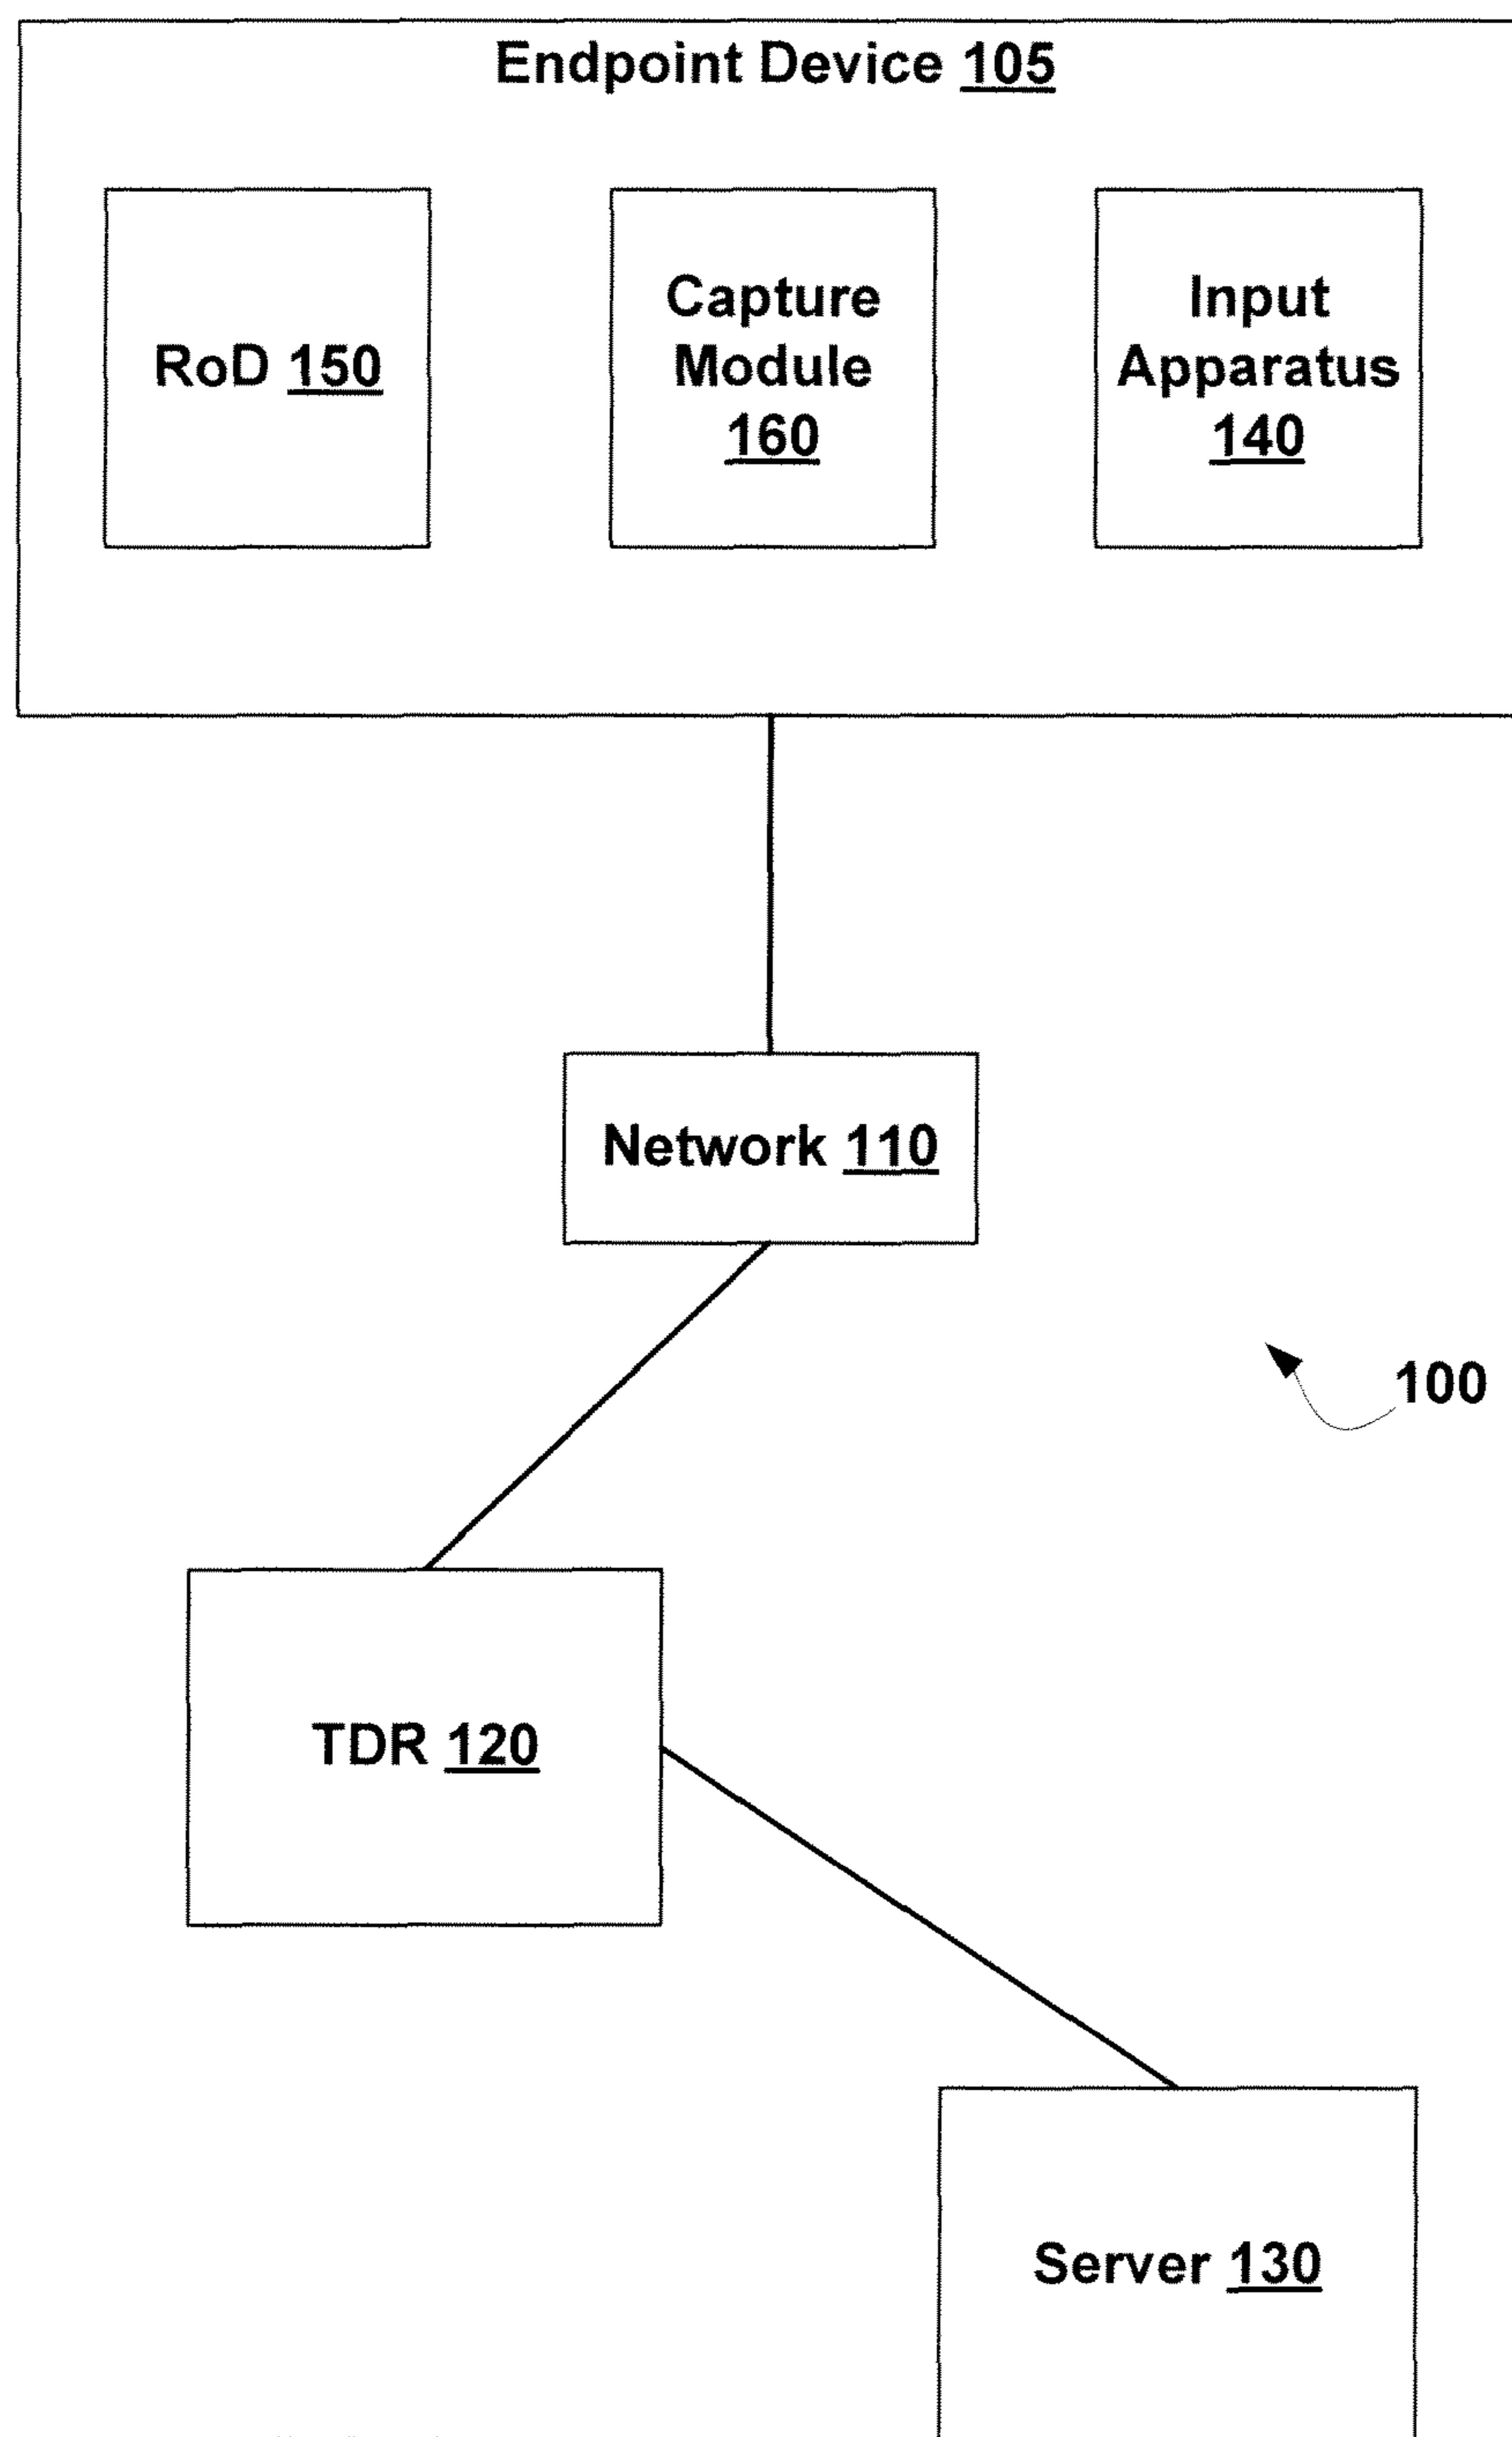 Endpoint Device 105
RoD 150
Capture
Module
160
Input
Apparatus
140
Network 110
100
TDR 120
Server 130